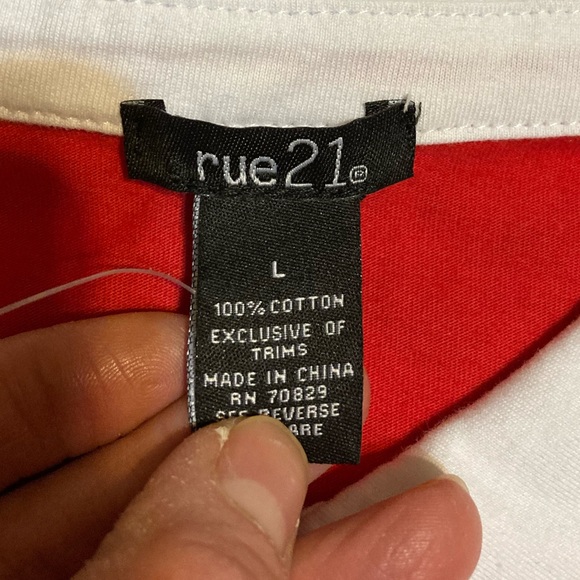 rue21®
L
100% COTTON
EXCLUSIVE OF
TRIMS
MADE IN CHINA
RN 70829
SEE REVERSE